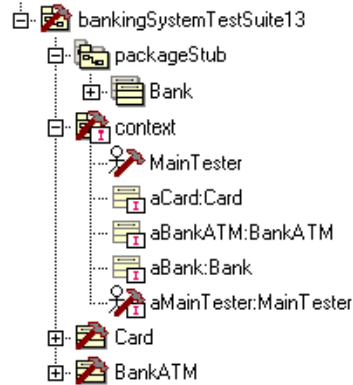 bankingSystemTestSuite13
packageStub
Bank
context
MainTester
aCard:Card
aBankATM:BankATM
aBank:Bank
aMainTester:MainTester
Card
BankATM